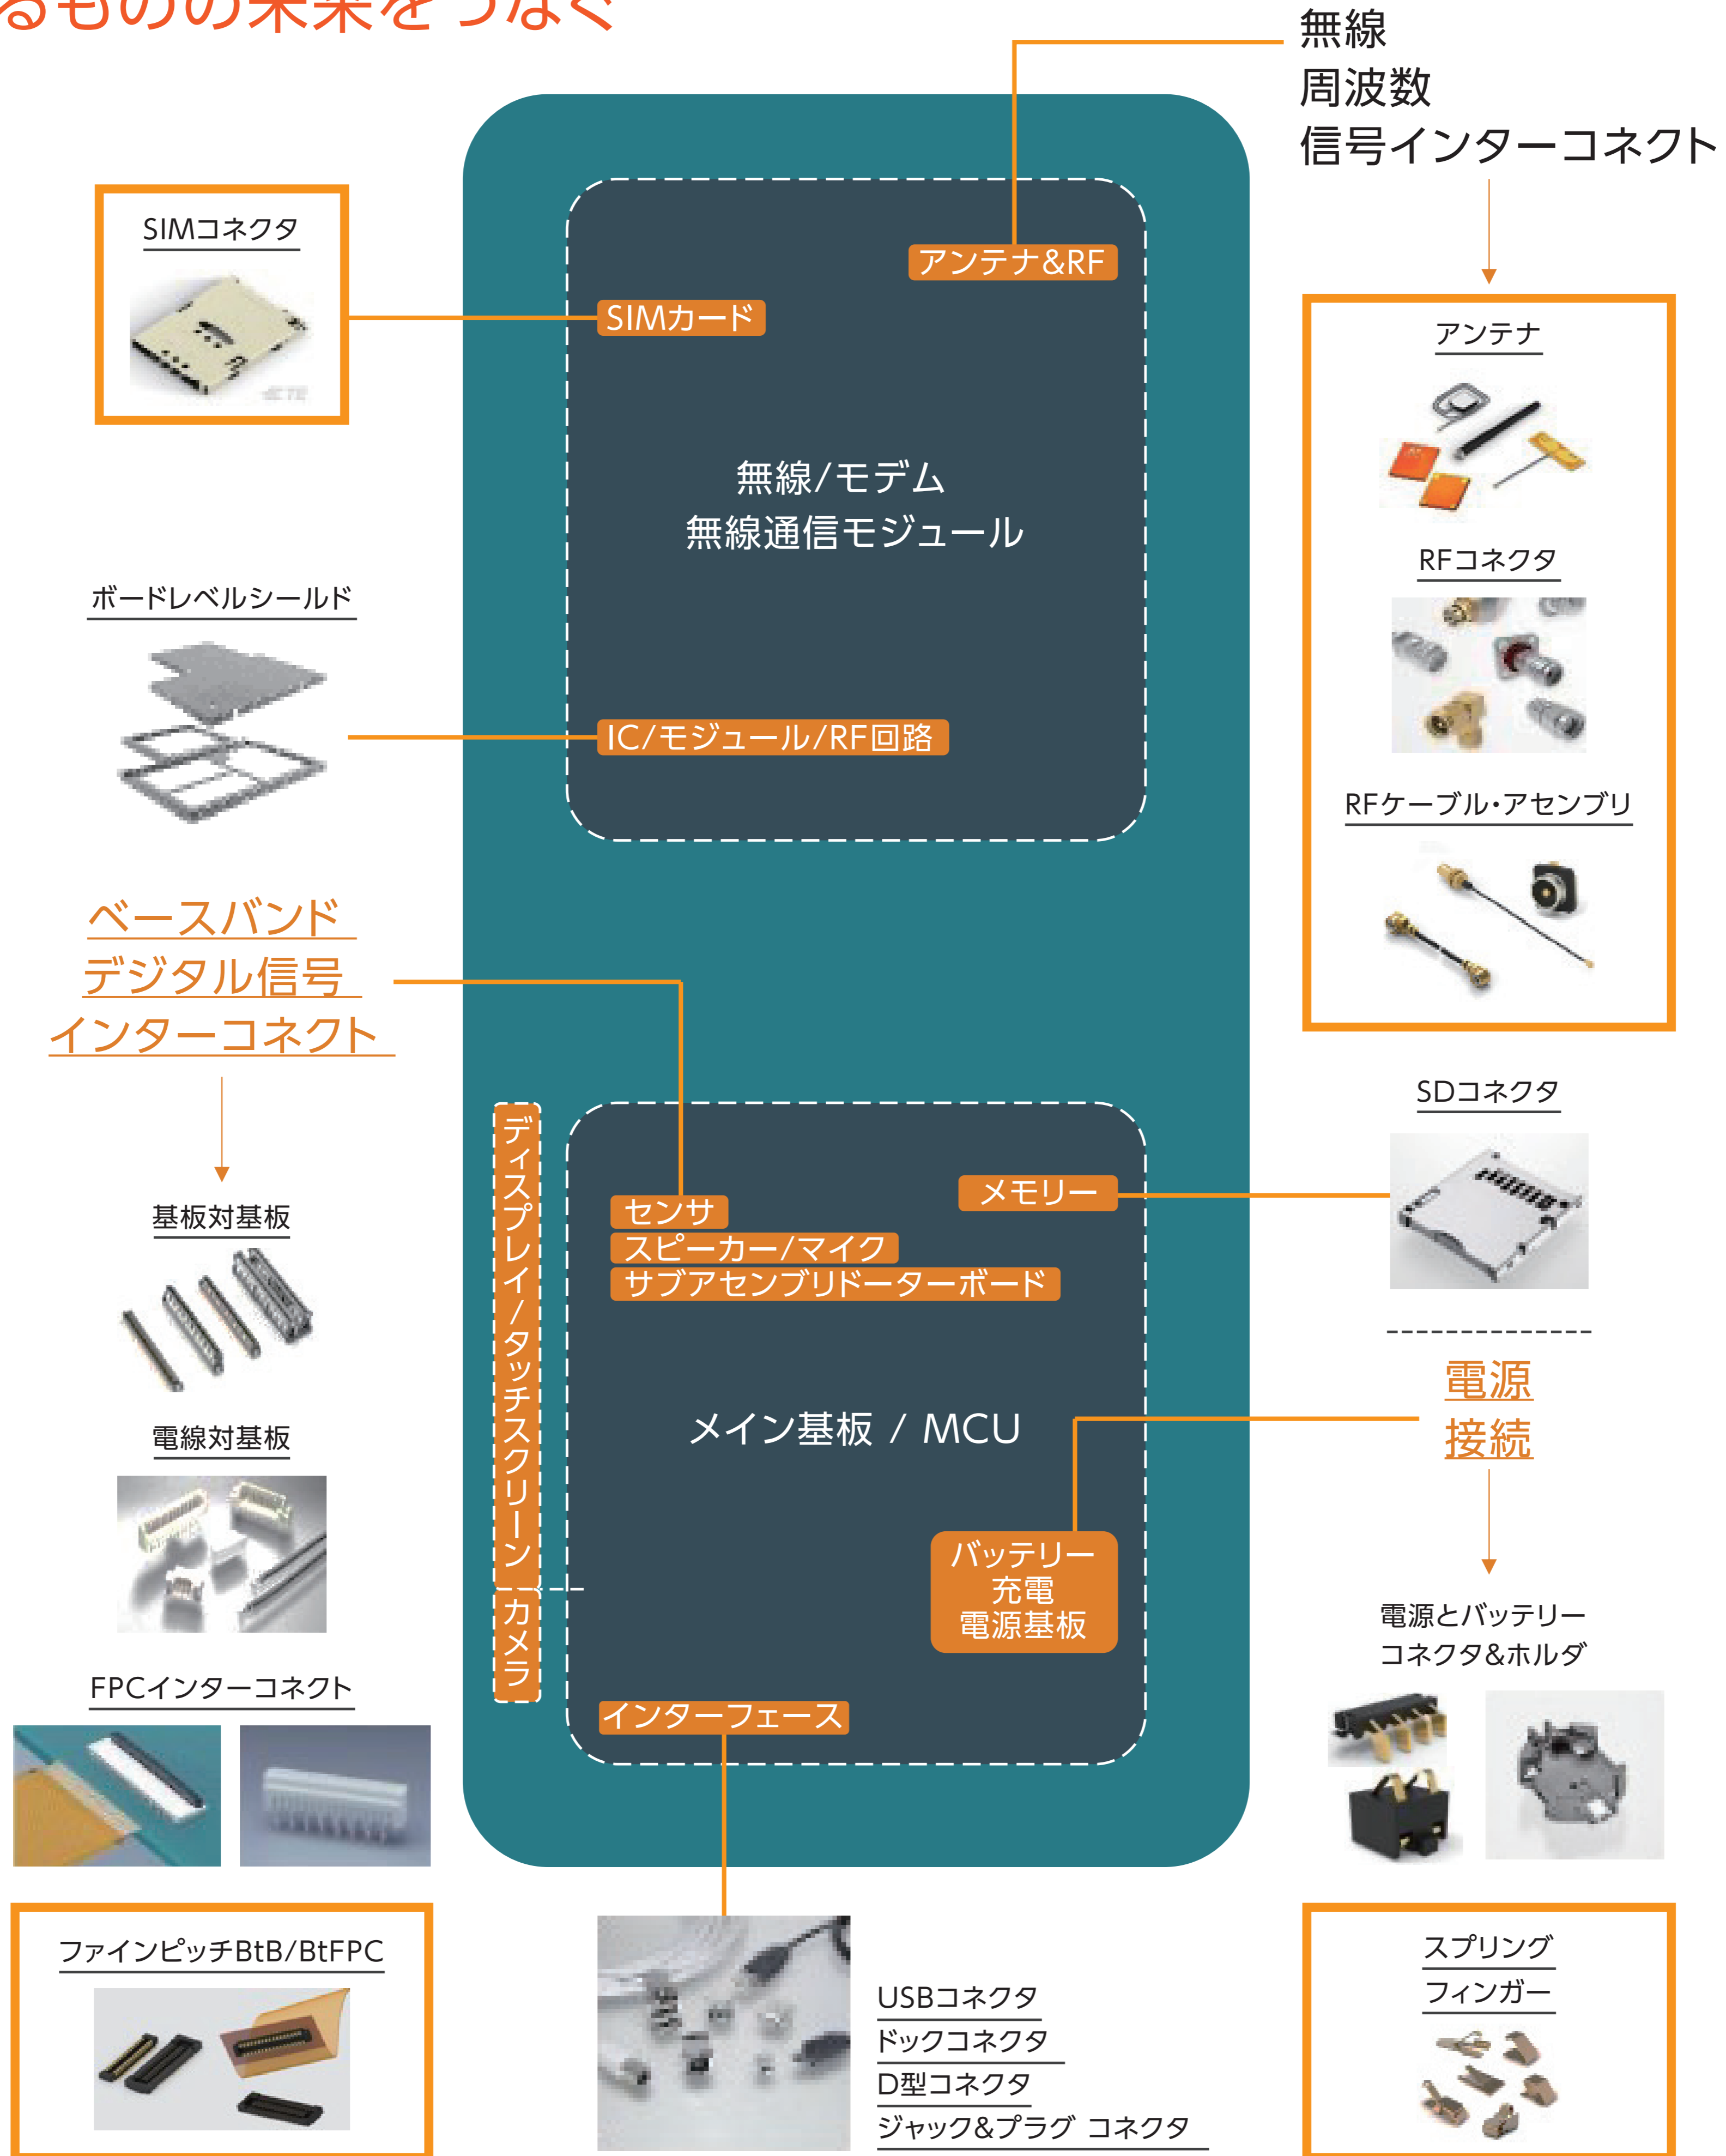 るものの未来をつなぐ
無線
周波数
信号インターコネクト
SIMコネクタ
アンテナ&RF
SIMカード
無線/モデム
無線通信モジュール
IC/モジュール/RF回路
ボードレベルシールド
アンテナ
RFコネクタ
RFケーブル・アセンブリ
ベースバンド
デジタル信号
インターコネクト
基板対基板
電線対基板
FPCインターコネクト
ファインピッチBtB/BtFPC
ディスプレイ/タッチスクリーン
カメラ
センサ
スピーカー/マイク
サブアセンブリドーターボード
メモリー
メイン基板 / MCU
バッテリー
充電
電源基板
インターフェース
SDコネクタ
電源
接続
電源とバッテリー
コネクタ&ホルダ
スプリング
フィンガー
USBコネクタ
ドックコネクタ
D型コネクタ
ジャック&プラグ コネクタ